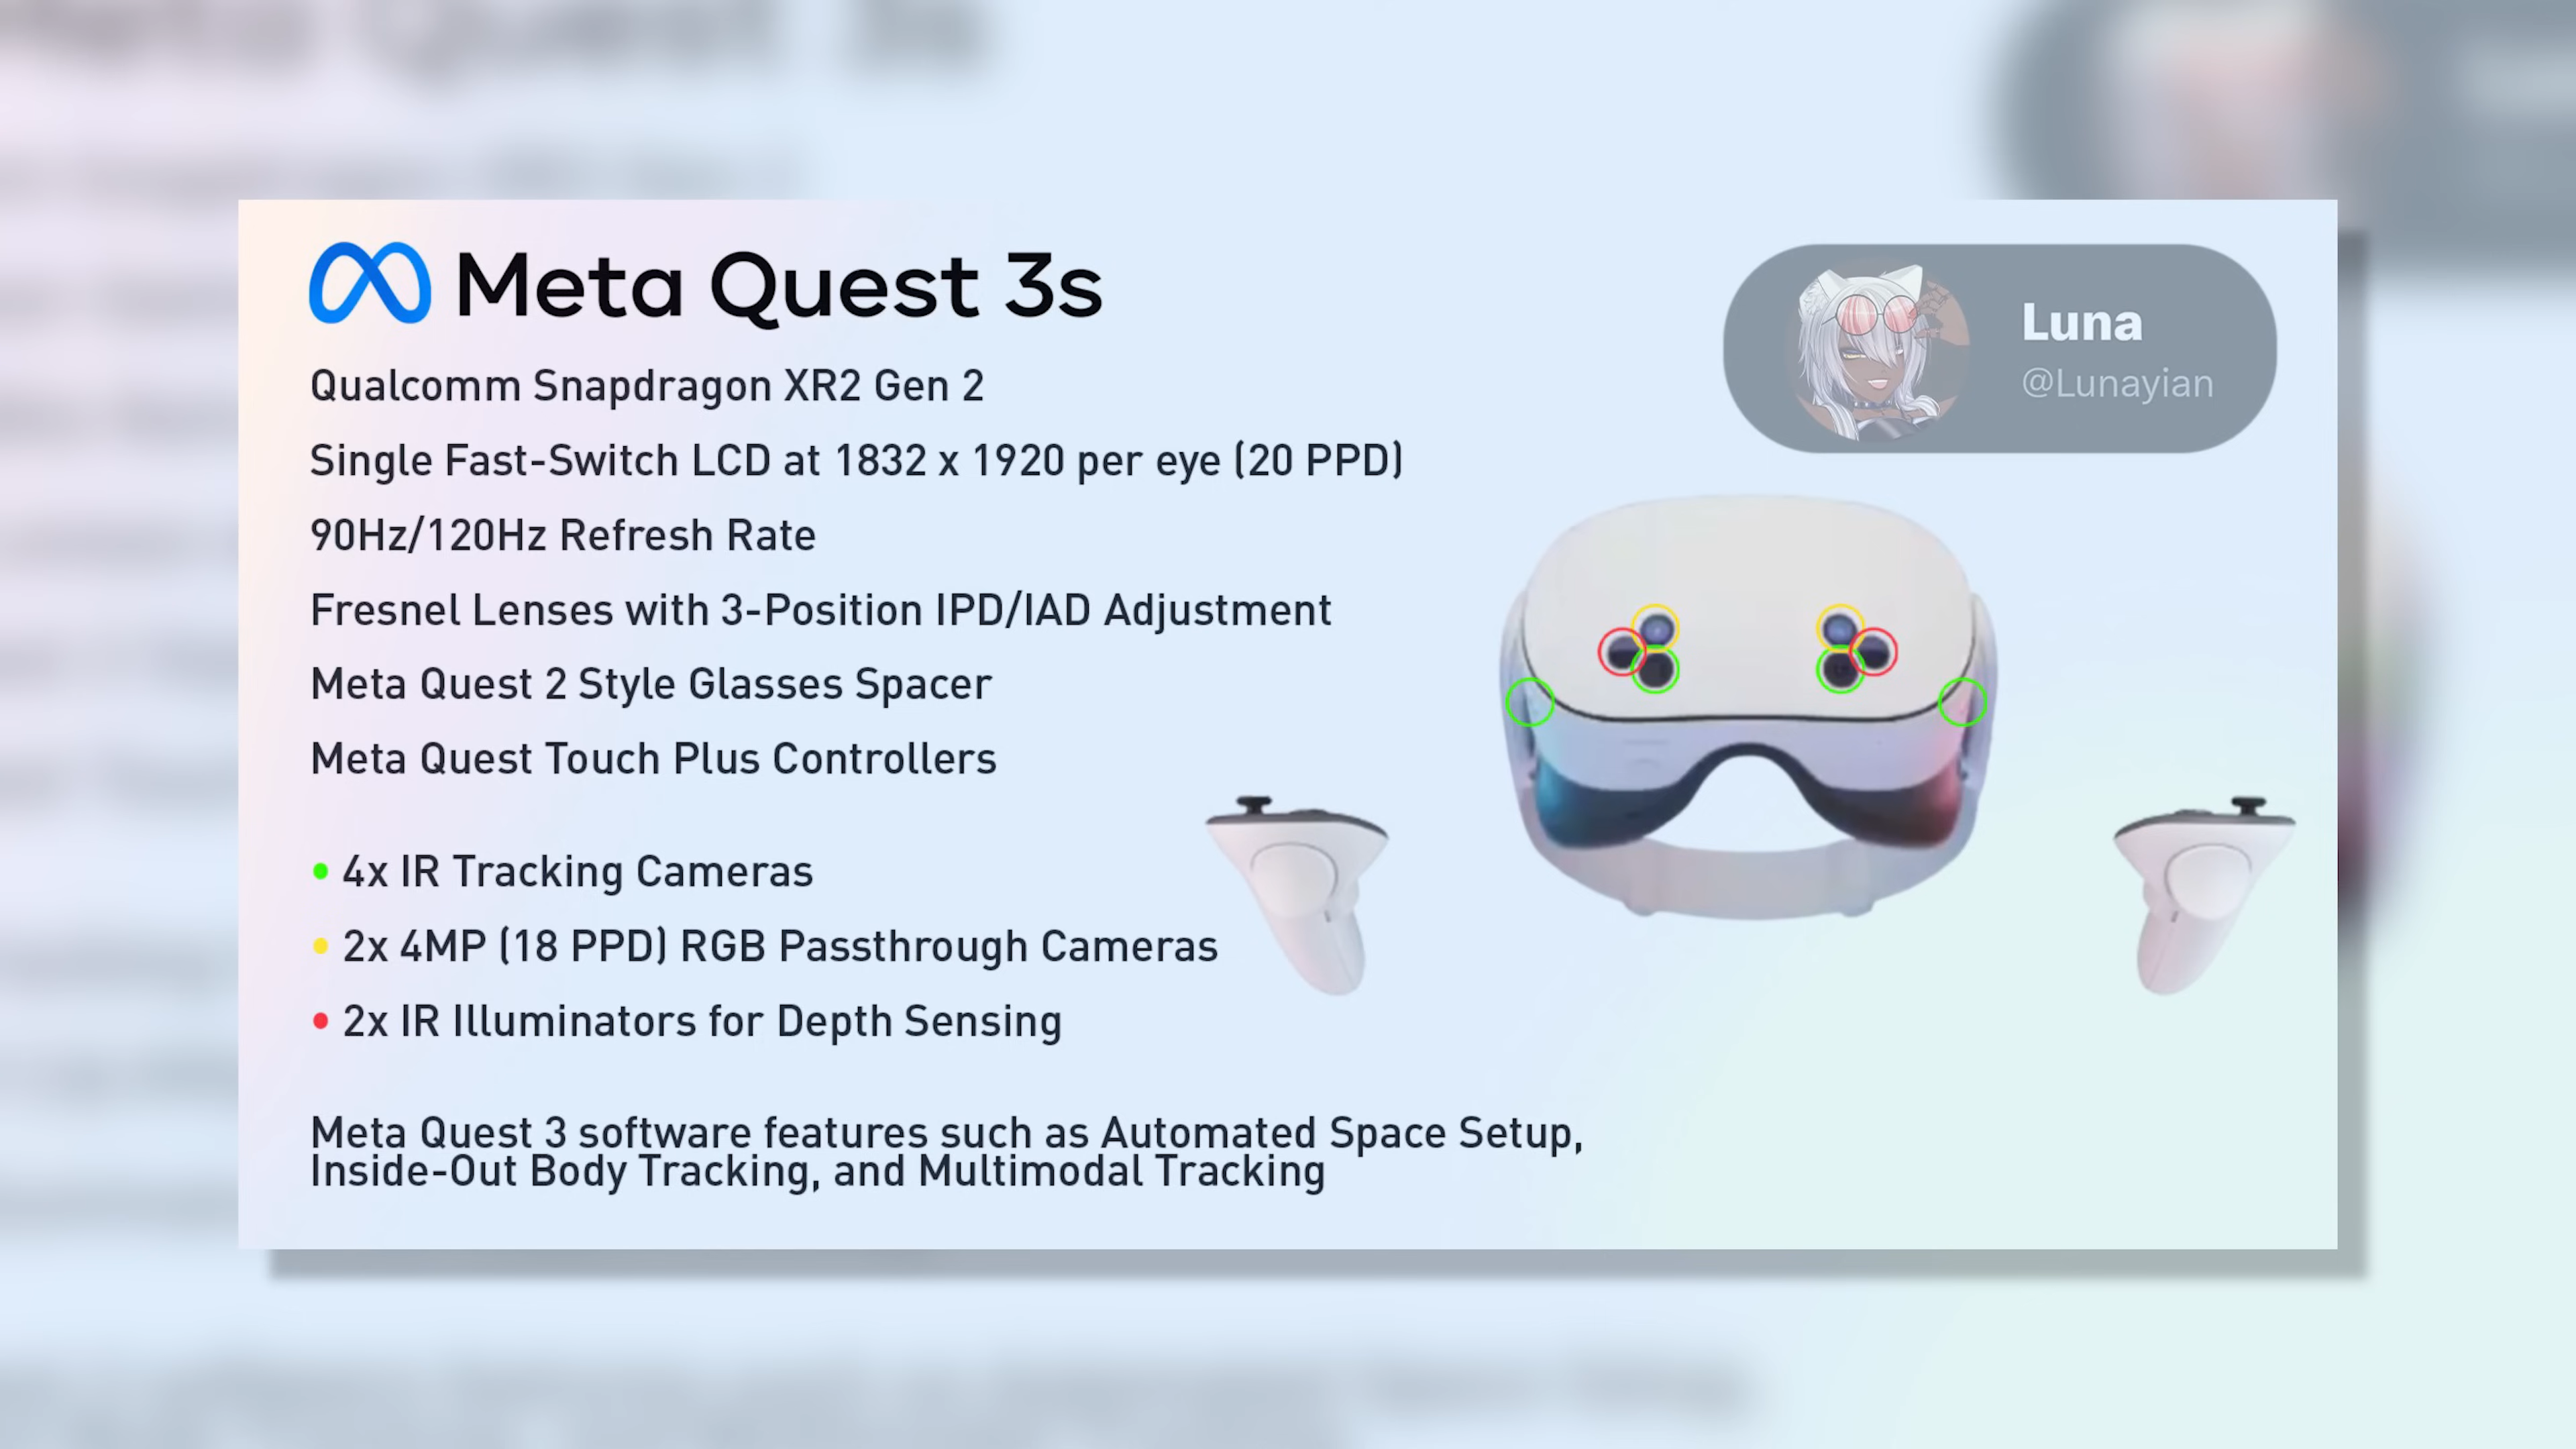 Meta Quest 3s
Luna
@Lunayian
Qualcomm Snapdragon XR2 Gen 2
Single Fast-Switch LCD at 1832 x 1920 per eye (20 PPD)
90Hz/120Hz Refresh Rate
Fresnel Lenses with 3-Position IPD/IAD Adjustment
Meta Quest 2 Style Glasses Spacer
Meta Quest Touch Plus Controllers
• 4x IR Tracking Cameras
• 2x 4MP (18 PPD) RGB Passthrough Cameras
• 2x IR Illuminators for Depth Sensing
Meta Quest 3 software features such as Automated Space Setup,
Inside-Out Body Tracking, and Multimodal Tracking